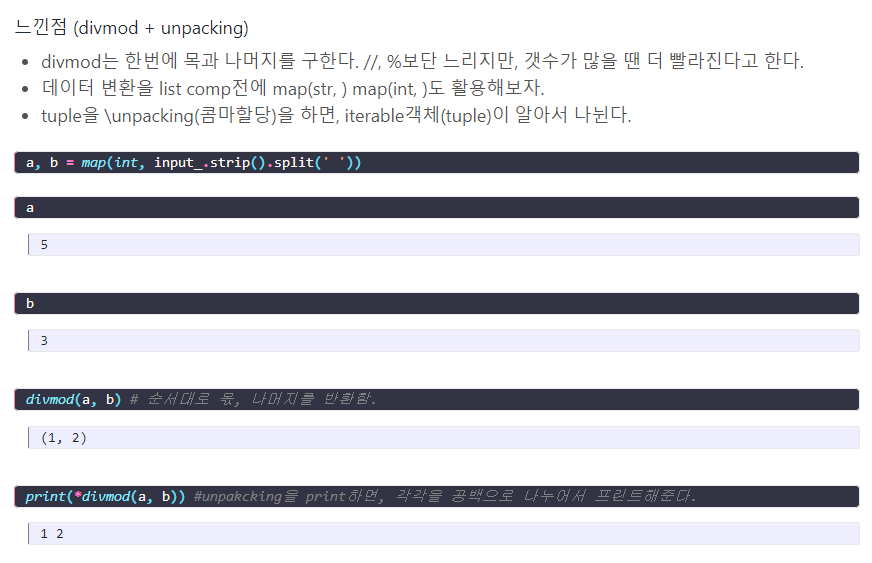 느낀점 (divmod + unpacking)
divmod는 한번에 목과 나머지를 구한다. //, %보단 느리지만, 갯수가 많을 땐 더 빨라진다고 한다.
데이터 변환을 list comp전에 map(str, ) map(int, )도 활용해보자.
tuple을 \unpacking(콤마할당)을 하면, iterable객체(tuple)이 알아서 나뉜다.
a, b = map(int, input_.strip().split(' '))
a
5
b
3
divmod(a, b) # 순서대로 몫, 나머지를 반환함.
(1, 2)
print(*divmod(a, b)) #unpakcking을 print하면, 각각을 공백으로 나누어서 프린트해준다.
1 2